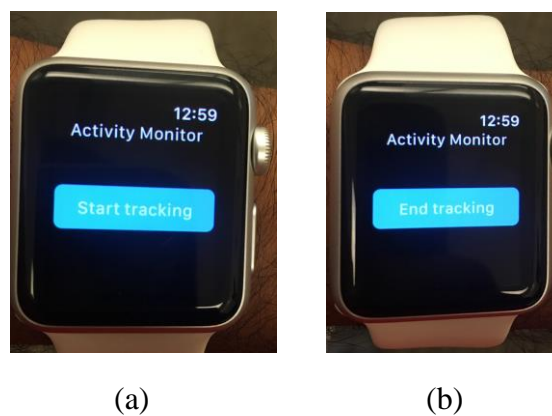 12:59
Activity Monitor
Start tracking
12:59
Activity Monitor
End tracking
(a)
(b)